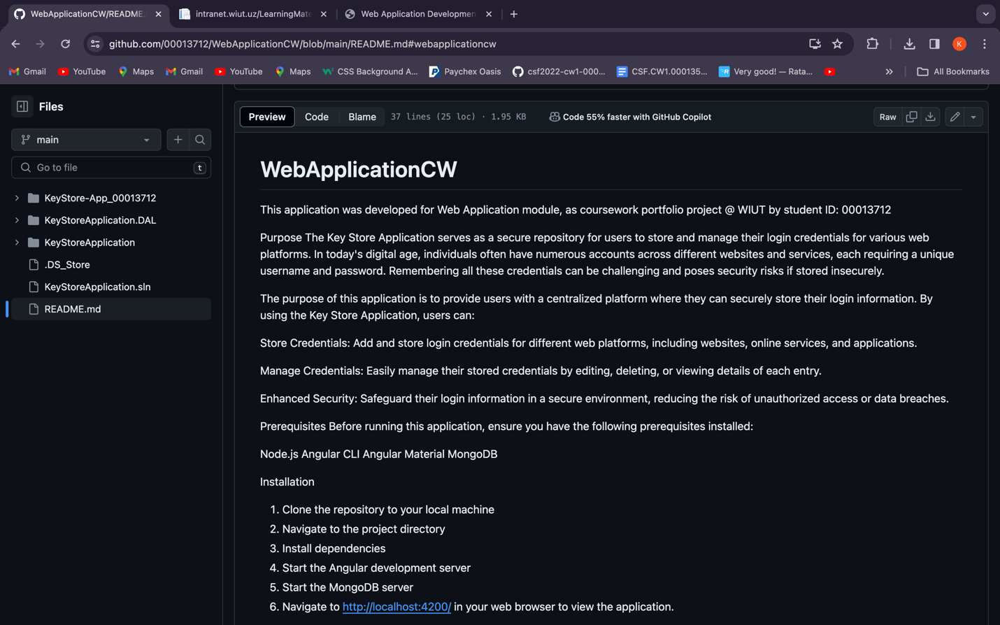 WebApplicationCW/README.
intranet.wiut.uz/LearningMate
Web Application Developmen
github.com/00013712/WebApplicationCW/blob/main/README.md#webapplicationcw
K
Gmail
YouTube
Maps
Gmail
YouTube
Maps
CSS Background A...
Paychex Oasis
csf2022-cw1-000...
CSF.CW1.000135...
Very good! — Rata...
All Bookmarks
Files
main
Go to file
t
KeyStore-App_00013712
KeyStoreApplication.DAL
KeyStoreApplication
.DS_Store
KeyStoreApplication.sln
README.md
Preview
Code
Blame
37 lines (25 loc) · 1.95 KB
Code 55% faster with GitHub Copilot
Raw
WebApplicationCW
This application was developed for Web Application module, as coursework portfolio project @ WIUT by student ID: 00013712
Purpose The Key Store Application serves as a secure repository for users to store and manage their login credentials for various web
platforms. In today's digital age, individuals often have numerous accounts across different websites and services, each requiring a unique
username and password. Remembering all these credentials can be challenging and poses security risks if stored insecurely.
The purpose of this application is to provide users with a centralized platform where they can securely store their login information. By
using the Key Store Application, users can:
Store Credentials: Add and store login credentials for different web platforms, including websites, online services, and applications.
Manage Credentials: Easily manage their stored credentials by editing, deleting, or viewing details of each entry.
Enhanced Security: Safeguard their login information in a secure environment, reducing the risk of unauthorized access or data breaches.
Prerequisites Before running this application, ensure you have the following prerequisites installed:
Node.js Angular CLI Angular Material MongoDB
Installation
1. Clone the repository to your local machine
2. Navigate to the project directory
3. Install dependencies
4. Start the Angular development server
5. Start the MongoDB server
6. Navigate to http://localhost:4200/ in your web browser to view the application.